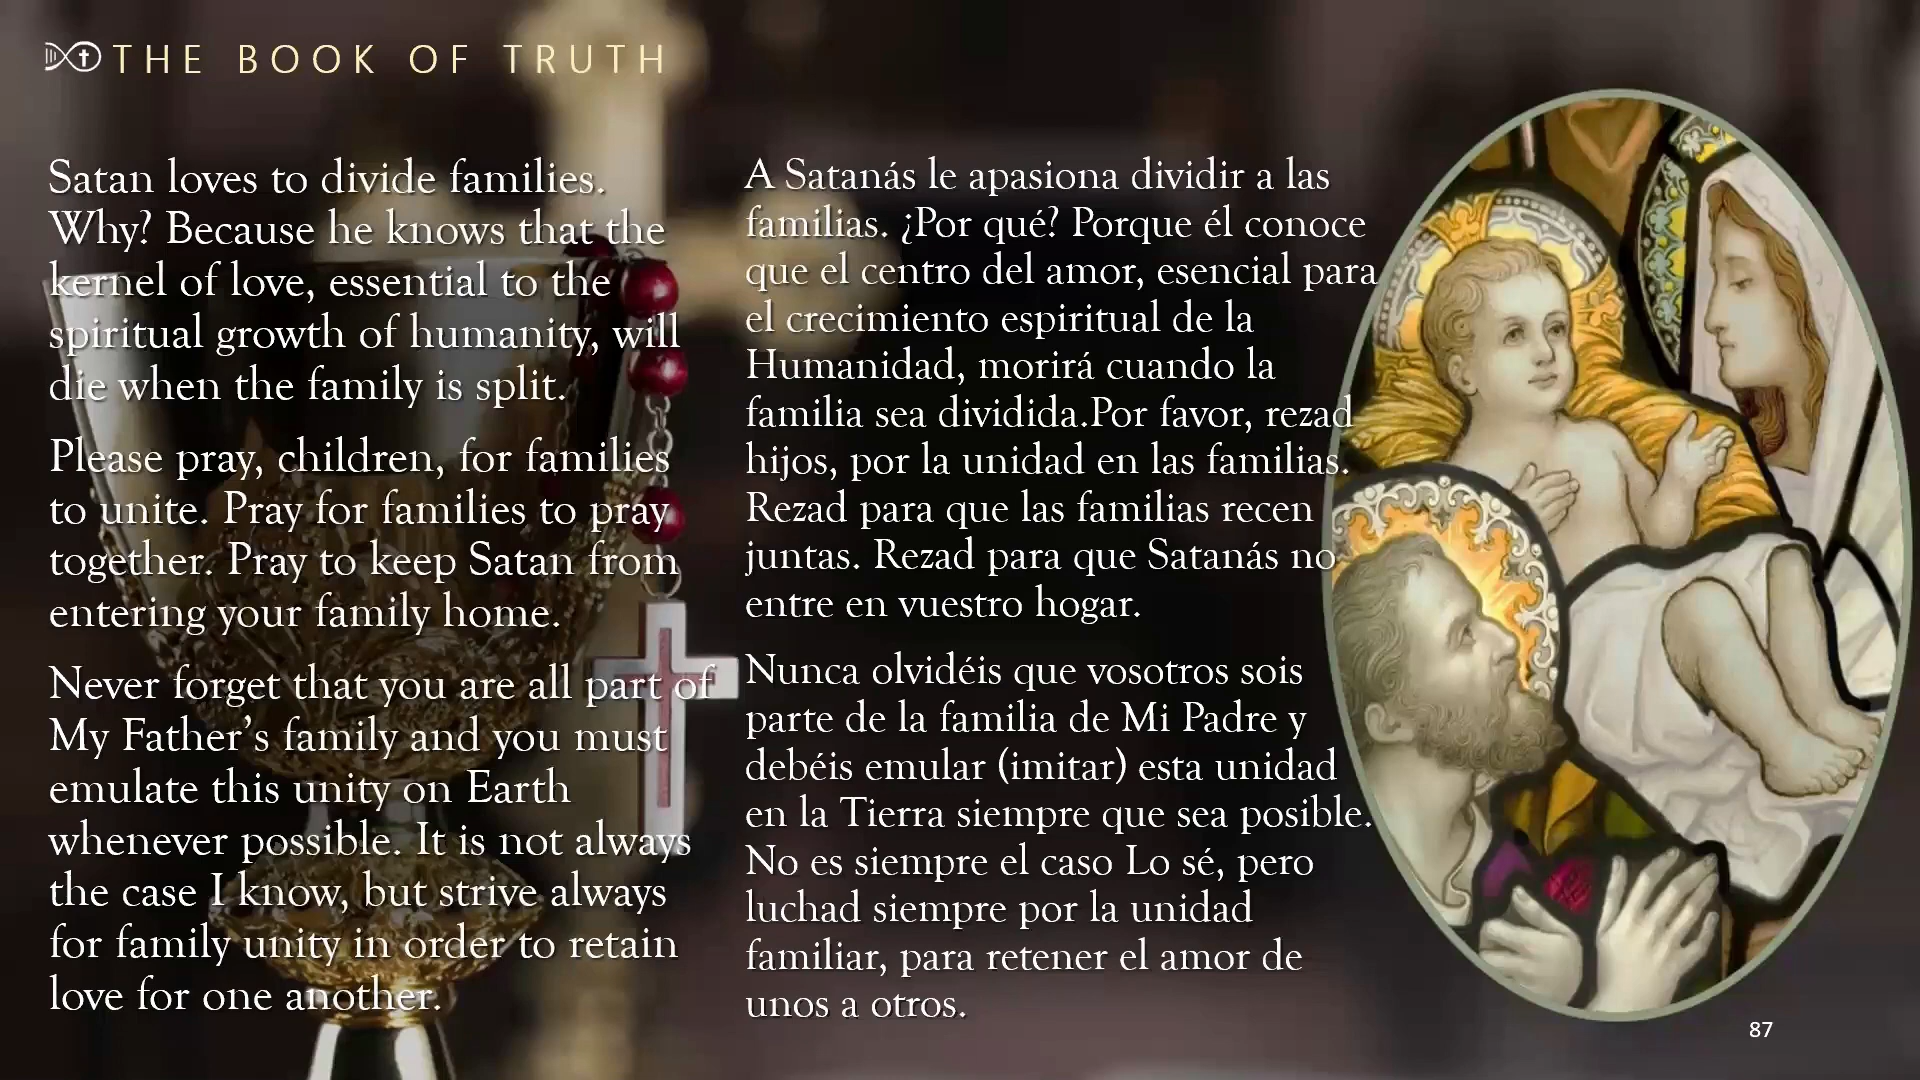 THE BOOK OF TRUTH
Satan loves to divide families.
Why? Because he knows that the
kernel of love, essential to the
spiritual growth of humanity, will
die when the family is split.
Please pray, children, for families
to unite. Pray for families to pray
together. Pray to keep Satan from
entering your family home.
Never forget that you are all part of
My Father's family and you must
emulate this unity on Earth
whenever possible. It is not always
the case I know, but strive always
for family unity in order to retain
love for one another.
A Satanás le apasiona dividir a las
familias. ¿Por qué? Porque él conoce
que el centro del amor, esencial para
el crecimiento espiritual de la
Humanidad, morirá cuando la
familia sea dividida.Por favor, rezad
hijos, por la unidad en las familias.
Rezad para que las familias recen
juntas. Rezad para que Satanás no
entre en vuestro hogar.
Nunca olvidéis que vosotros sois
parte de la familia de Mi Padre y
debéis emular (imitar) esta unidad
en la Tierra siempre que sea posible.
No es siempre el caso Lo sé, pero
luchad siempre por la unidad
familiar, para retener el amor de
unos a otros.
87